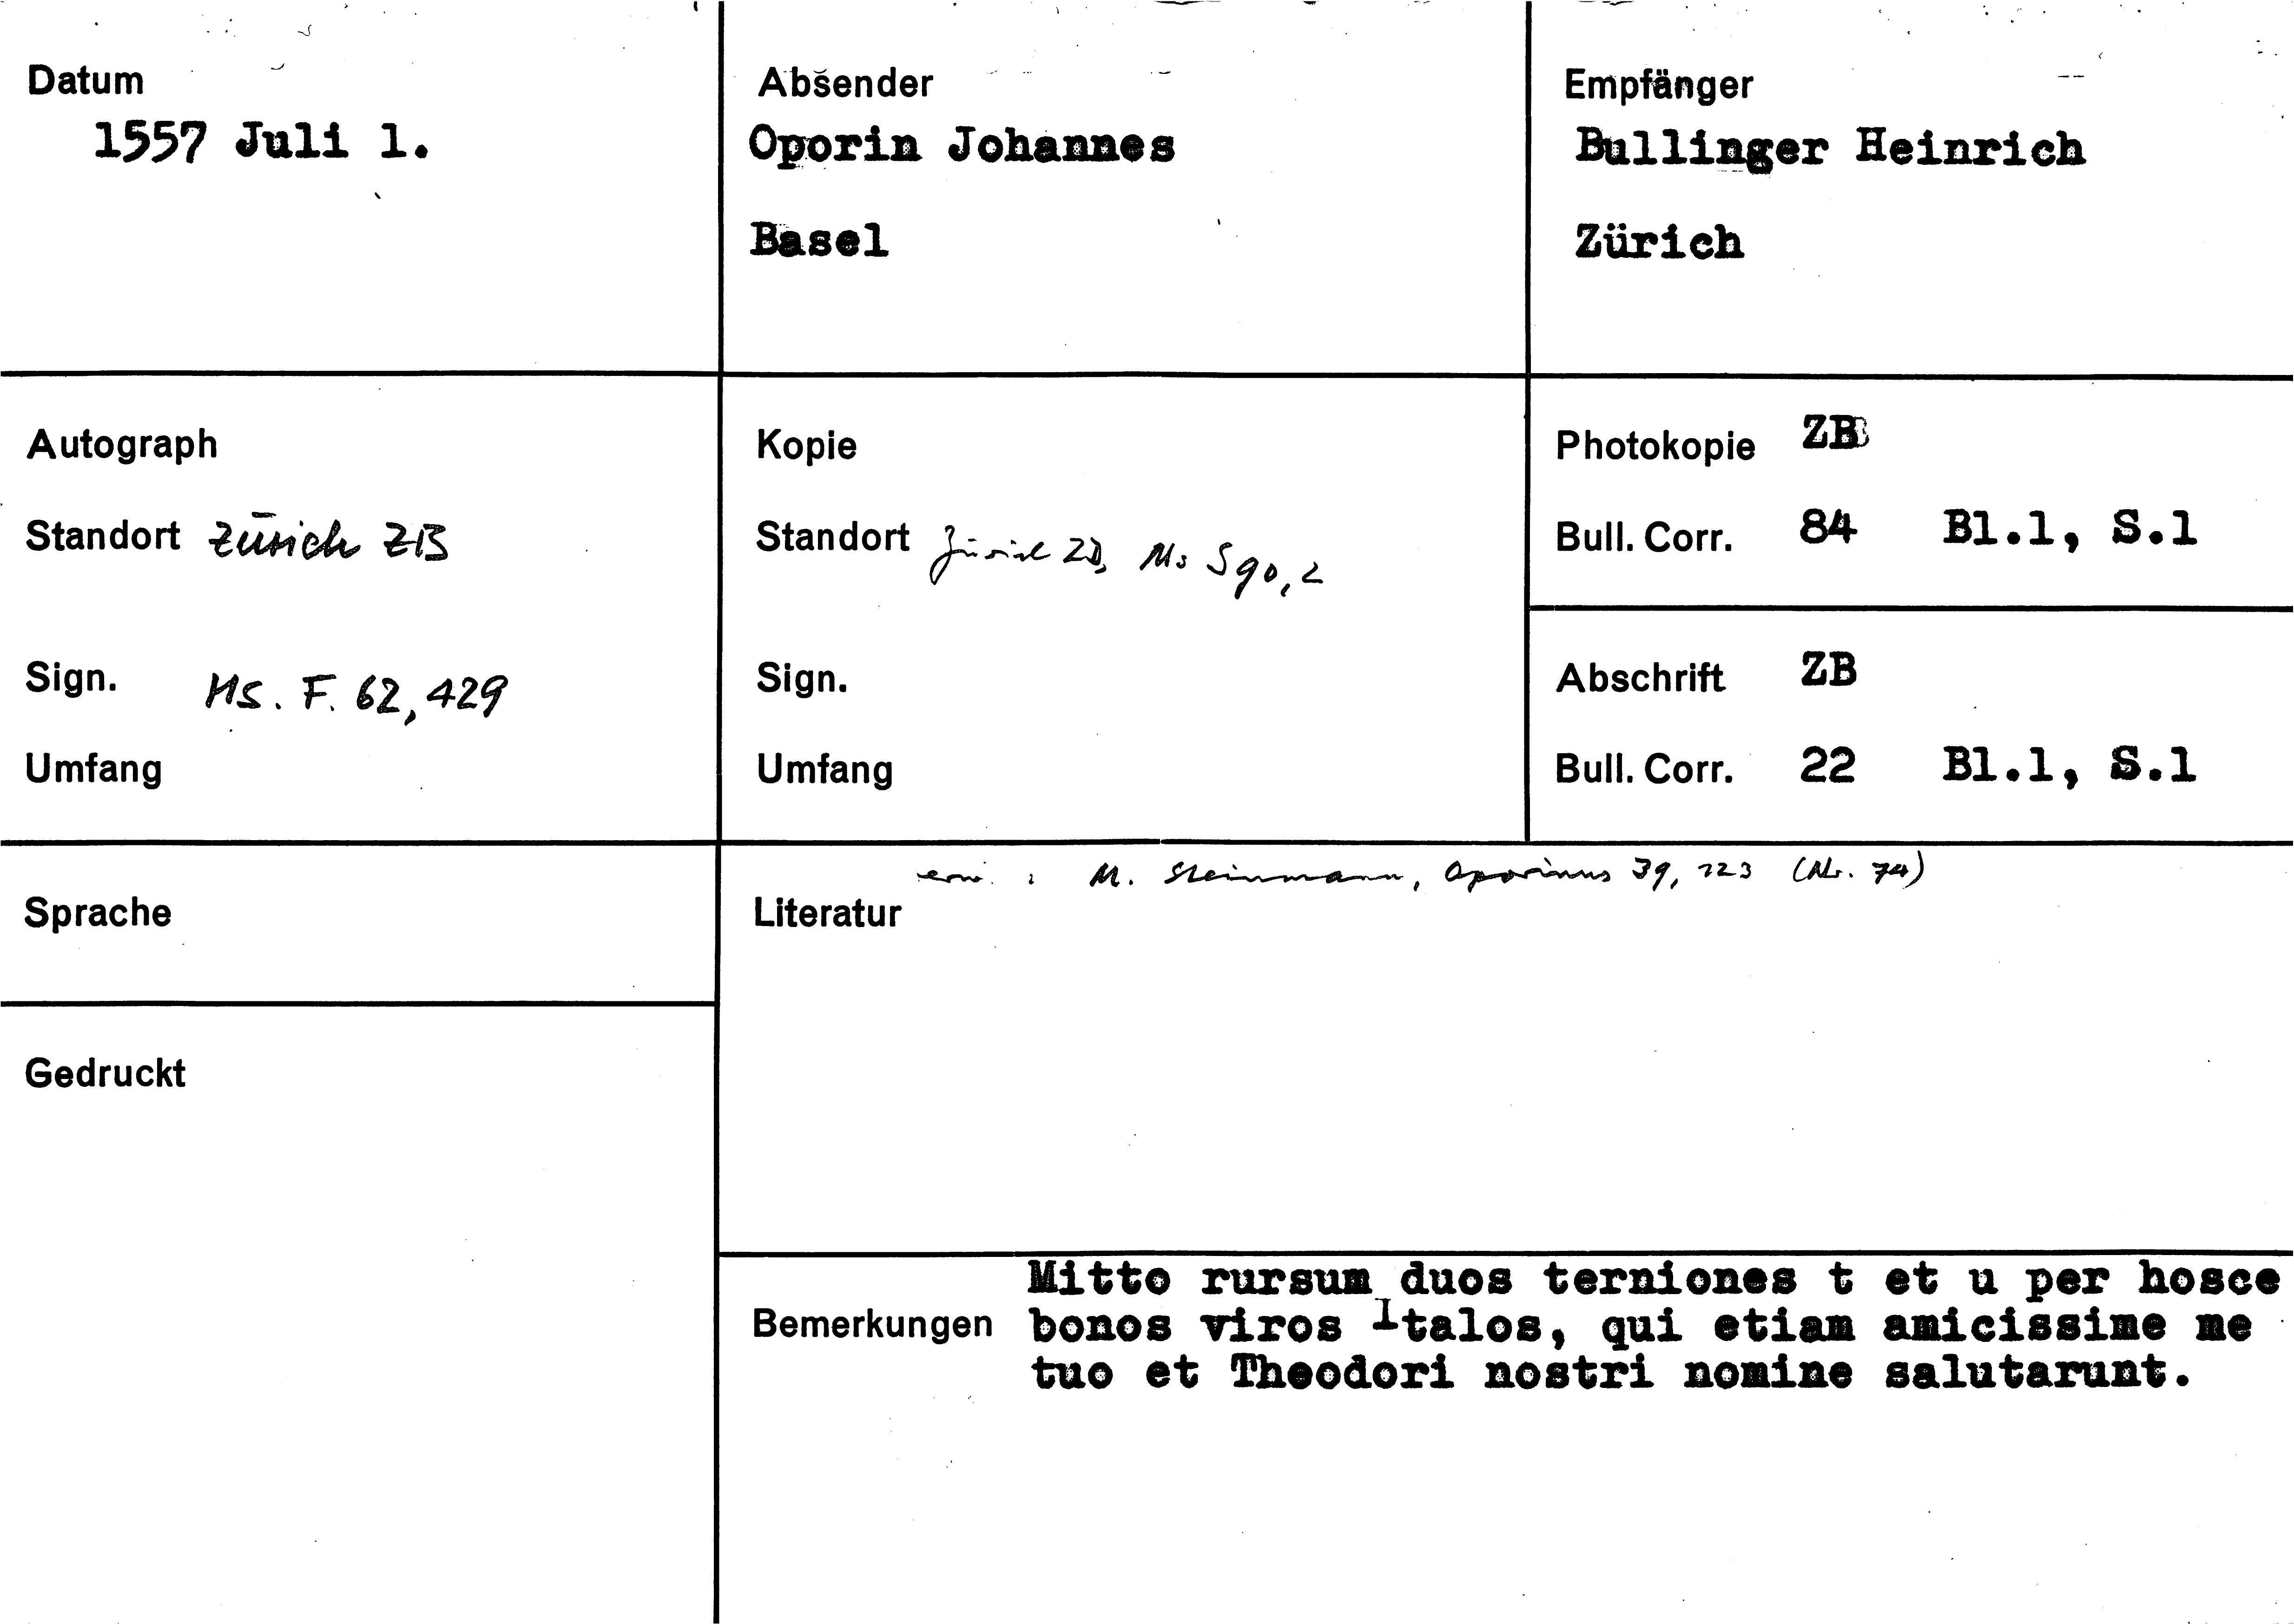 Datum
1557 Juli 1.
Absender
Oporin Johannes
Basel
Empfänger
Bullinger Heinrich
Zürich
Autograph
Standort Zürich ZB
Sign. Ms. F. 62, 429
Umfang
Kopie
Standort Zürich ZB, Ms S 90, 2
Sign.
Umfang
Photokopie ZB
Bull. Corr. 84 Bl.1, S.1
Abschrift ZB
Bull. Corr. 22 Bl.1, S.1
Sprache
Gedruckt
erw. : M. Steinmann, Oporinus 39, 123 (Nr. 74)
Literatur
Bemerkungen
Mitto rursum duos terniones t et u per hosce
bonos viros Italos, qui etiam amicissime me
tuo et Theodori nostri nomine salutarunt.